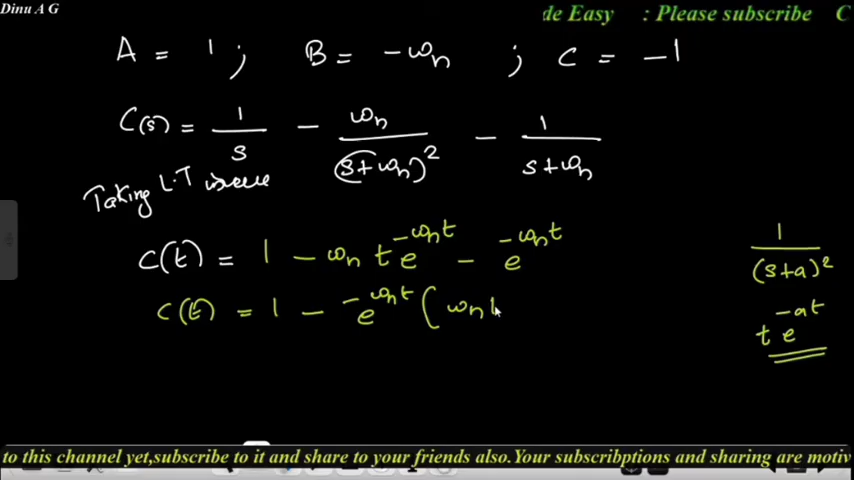 Dinu A G
de Easy : Please subscribe C
A = 1 ; B = -ωn ; C = -1
C(s) = 1/s - ωn/(s+ωn)² - 1/(s+ωn)
Taking L.T inverse
c(t) = 1 - ωn t e^(-ωnt) - e^(-ωnt)
c(t) = 1 - e^(-ωnt) (ωn
1/(s+a)²
t e^(-at)
to this channel yet,subscribe to it and share to your friends also.Your subscribptions and sharing are motiv